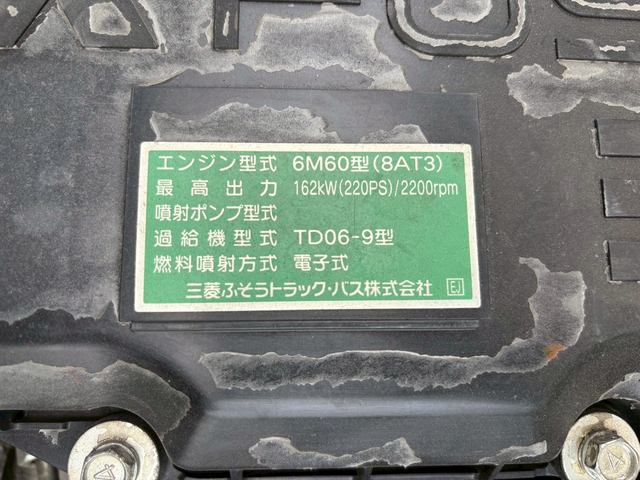 エンジン型式 6M60型(8AT3)
最高出力 162kW(220PS)/2200rpm
噴射ポンプ型式
過給機型式 TD06-9型
燃料噴射方式 電子式
三菱ふそうトラック・バス株式会社 EJ